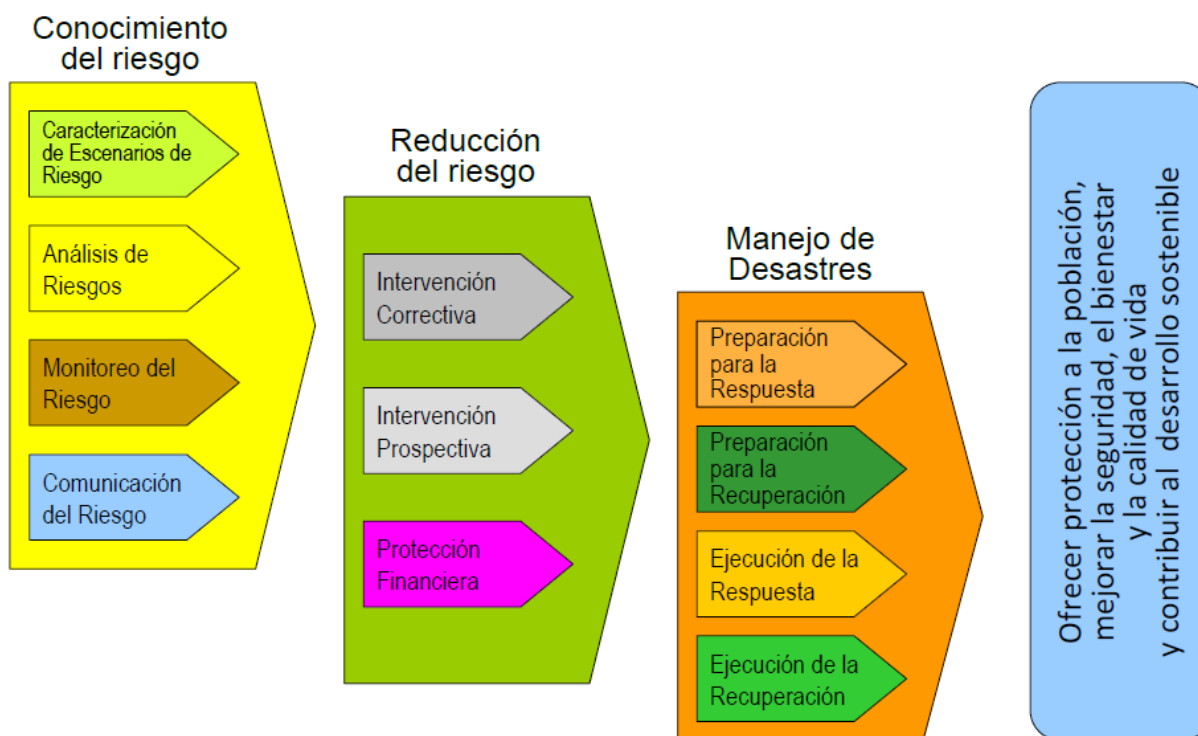 Conocimiento
del riesgo
Caracterización
de Escenarios de
Riesgo
Análisis de
Riesgos
Monitoreo del
Riesgo
Comunicación
del Riesgo
Reducción
del riesgo
Intervención
Correctiva
Intervención
Prospectiva
Protección
Financiera
Manejo de
Desastres
Preparación
para la
Respuesta
Preparación
para la
Recuperación
Ejecución de la
Respuesta
Ejecución de la
Recuperación
Ofrecer protección a la población,
mejorar la seguridad, el bienestar
y la calidad de vida
y contribuir al desarrollo sostenible